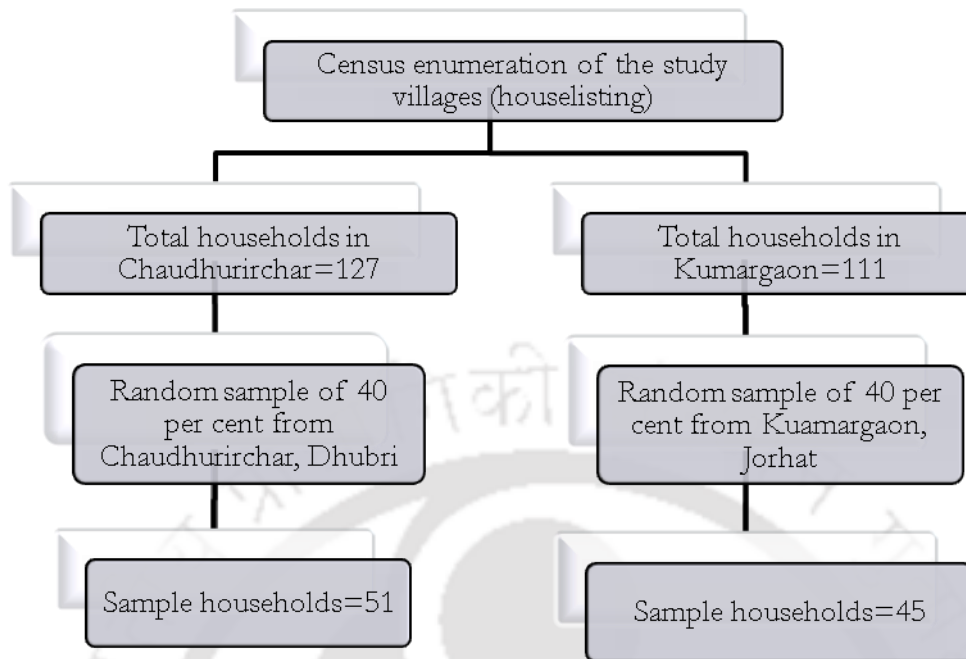 Census enumeration of the study
villages (houselisting)
Total households in
Chaudhurirchar=127
Total households in
Kumargaon=111
Random sample of 40
per cent from
Chaudhurirchar, Dhubri
Random sample of 40 per
cent from Kuamargaon,
Jorhat
Sample households=51
Sample households=45